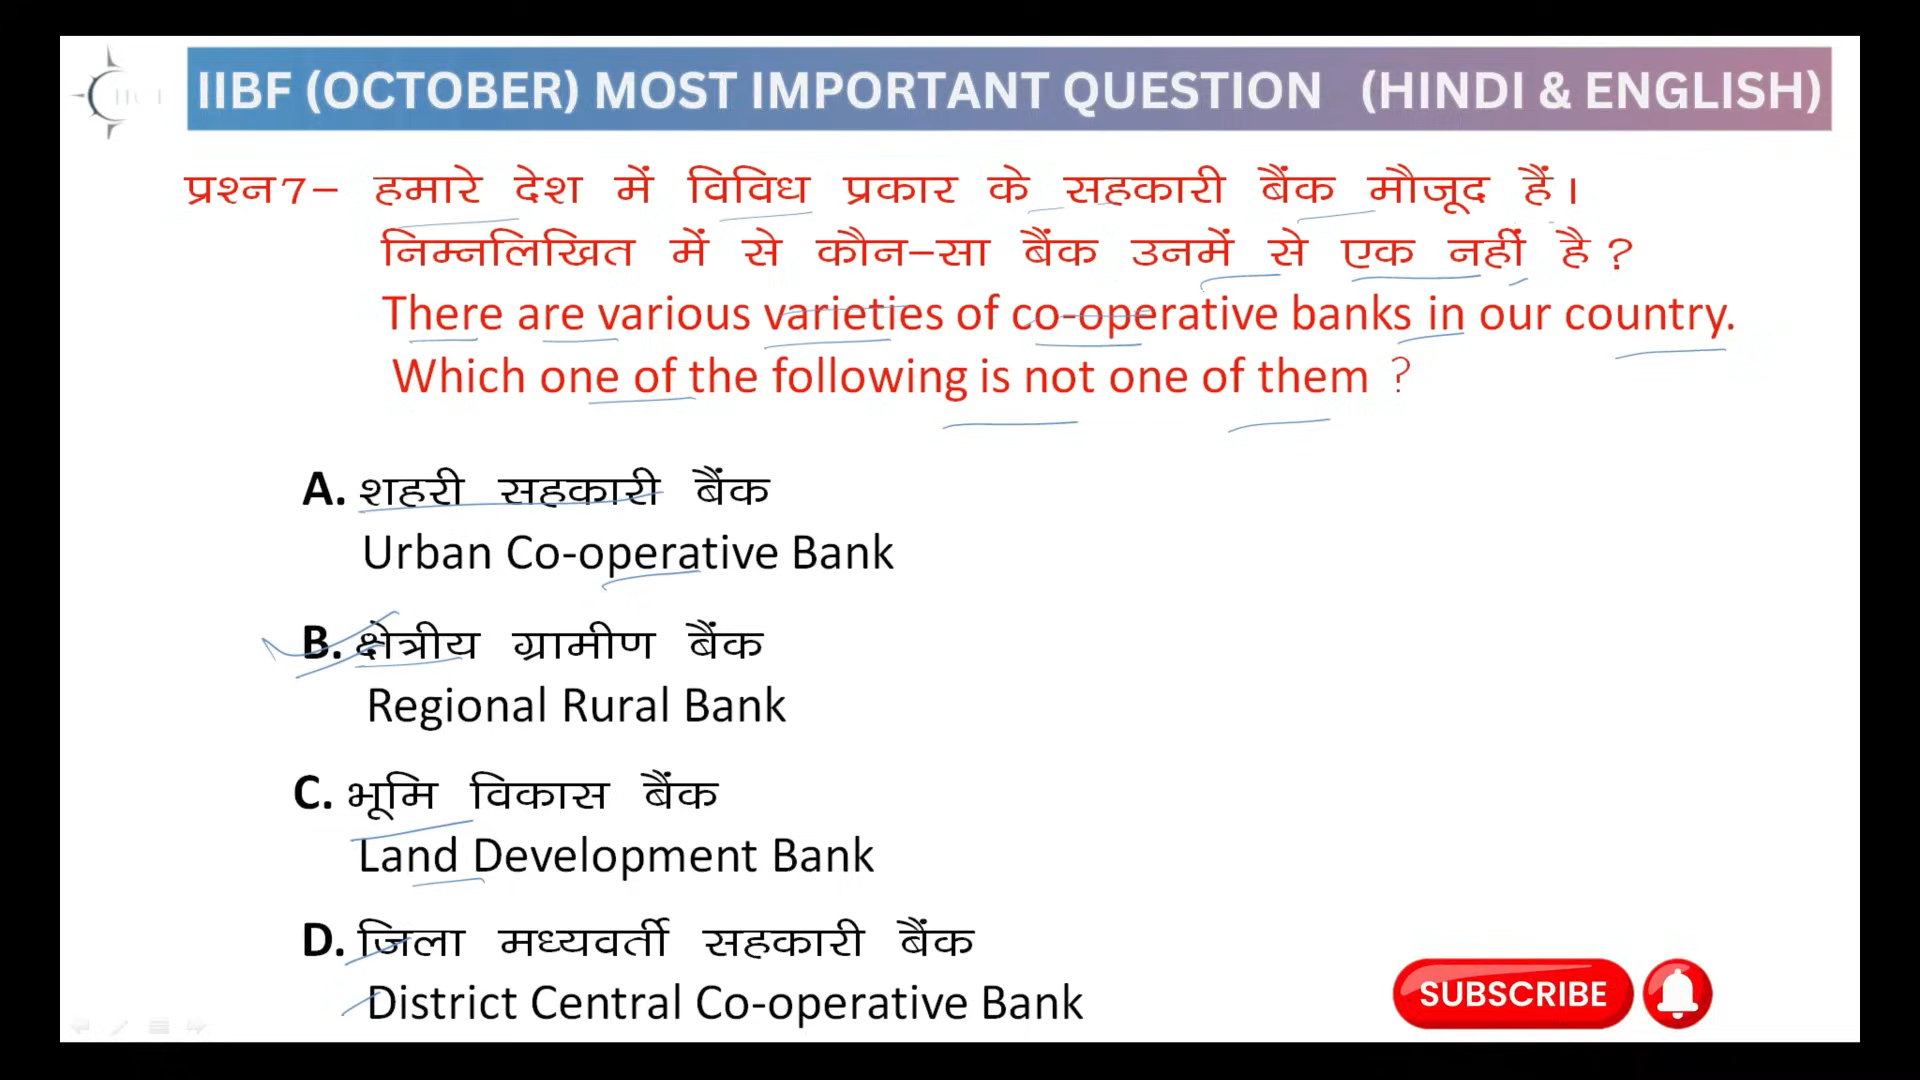 IIBF (OCTOBER) MOST IMPORTANT QUESTION (HINDI & ENGLISH)
प्रश्न7– हमारे देश में विविध प्रकार के सहकारी बैंक मौजूद हैं।
निम्नलिखित में से कौन–सा बैंक उनमें से एक नहीं है ?
There are various varieties of co-operative banks in our country.
Which one of the following is not one of them ?
A. शहरी सहकारी बैंक
Urban Co-operative Bank
B. क्षेत्रीय ग्रामीण बैंक
Regional Rural Bank
C. भूमि विकास बैंक
Land Development Bank
D. जिला मध्यवर्ती सहकारी बैंक
District Central Co-operative Bank
SUBSCRIBE